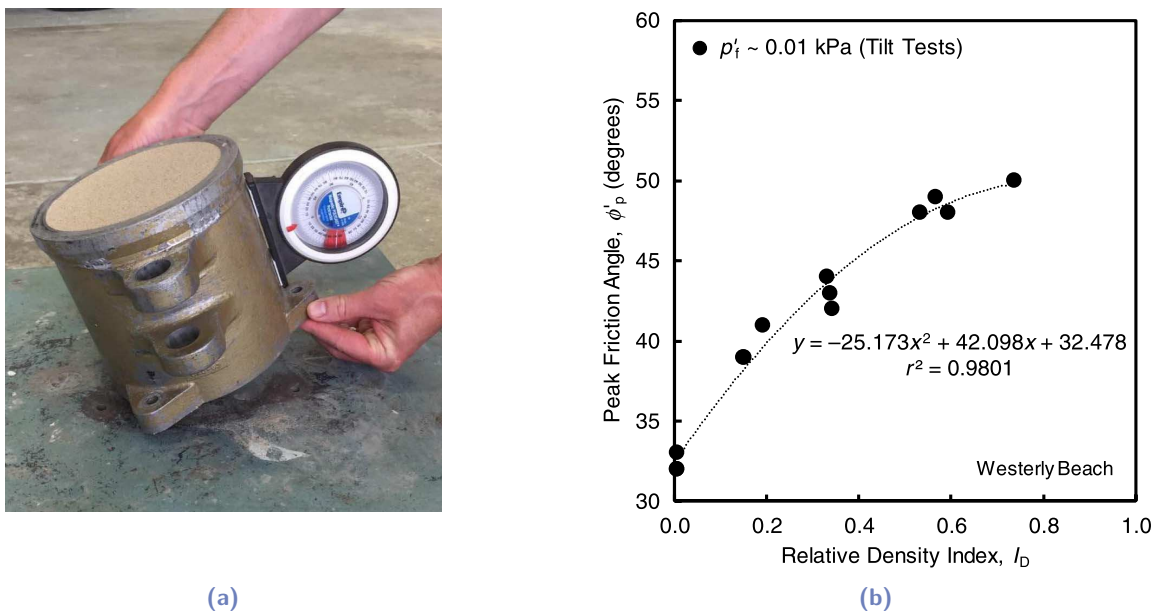 60
p′f ~ 0.01 kPa (Tilt Tests)
55
50
45
40
35
30
Peak Friction Angle, ϕ′p (degrees)
y = −25.173x² + 42.098x + 32.478
r² = 0.9801
Westerly Beach
0.0 0.2 0.4 0.6 0.8 1.0
Relative Density Index, ID
(a)
(b)